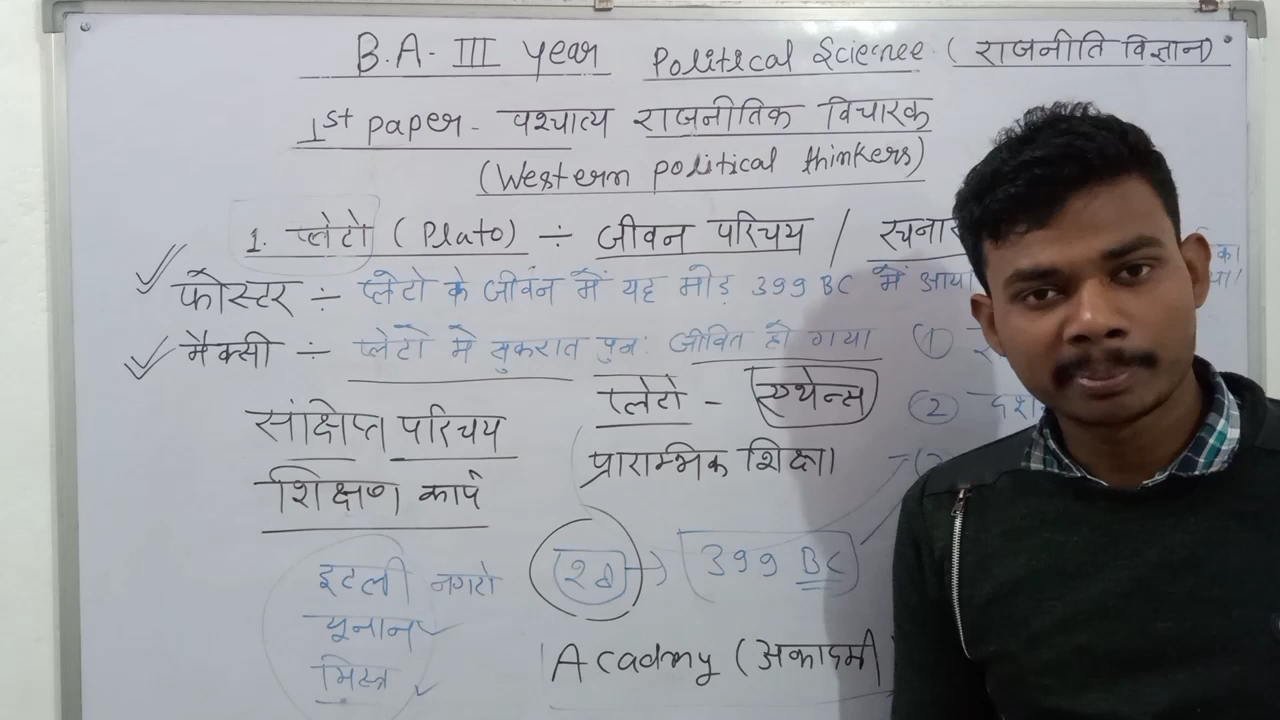 B.A- III year Political Science (राजनीति विज्ञान)
1st paper - पश्चात्य राजनीतिक विचारक
(Western political thinkers)
1. प्लेटो (Plato) ÷ जीवन परिचय / रचना
फोस्टर ÷ प्लेटो के जीवन में यह मोड़ 399 BC में आया
मैक्सी ÷ प्लेटो में सुकरात पुनः जीवित हो गया
(1)
प्लेटो - एथेन्स
(2)
संक्षिप्त परिचय
प्रारम्भिक शिक्षा
शिक्षण कार्य
इटली नगरो
28 → 399 BC
यूनान
मिस्त्र
Acadmy (अकादमी